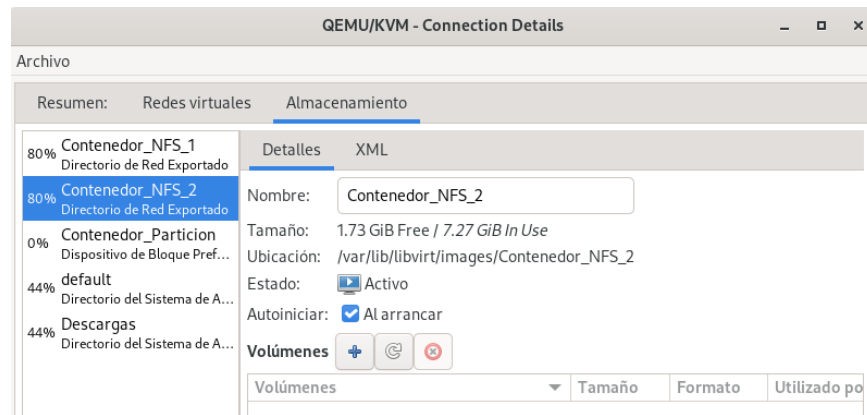 QEMU/KVM - Connection Details
Archivo
Resumen: Redes virtuales Almacenamiento
80% Contenedor_NFS_1
Directorio de Red Exportado
80% Contenedor_NFS_2
Directorio de Red Exportado
0% Contenedor_Particion
Dispositivo de Bloque Pref...
44% default
Directorio del Sistema de A...
44% Descargas
Directorio del Sistema de A...
Detalles XML
Nombre: Contenedor_NFS_2
Tamaño: 1.73 GiB Free / 7.27 GiB In Use
Ubicación: /var/lib/libvirt/images/Contenedor_NFS_2
Estado: Activo
Autoiniciar: Al arrancar
Volúmenes
Volúmenes Tamaño Formato Utilizado po